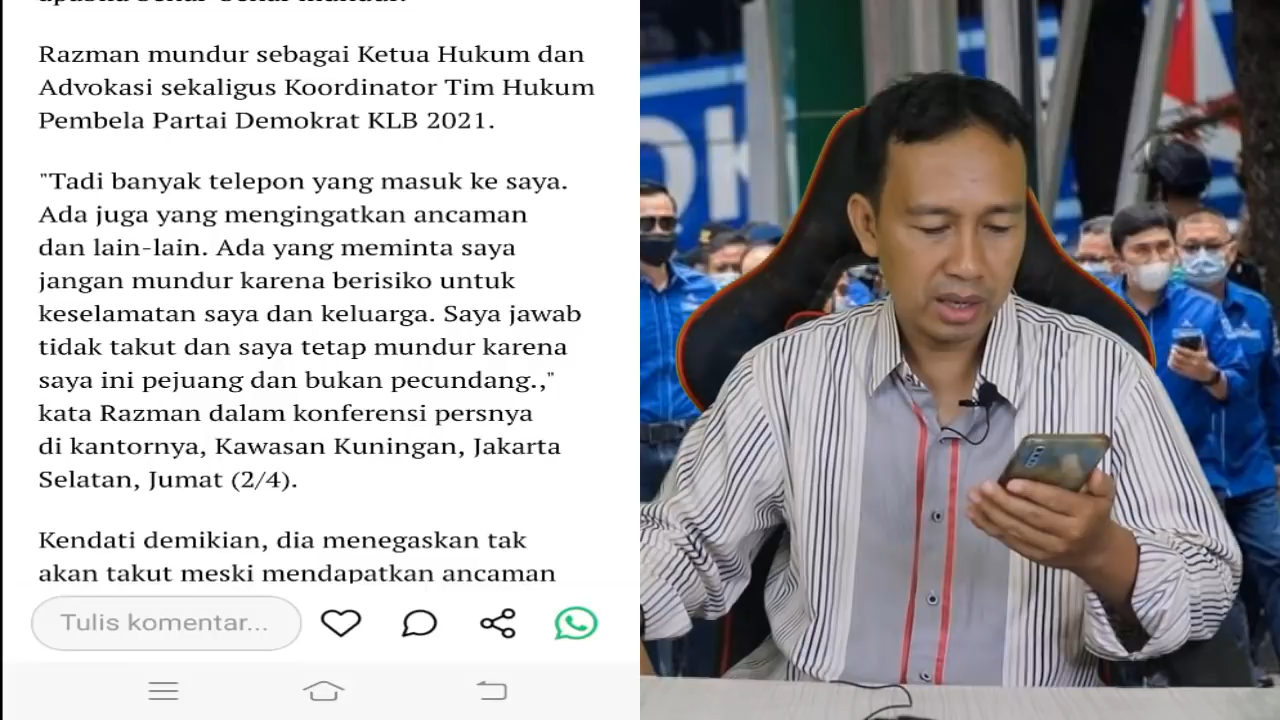 Razman mundur sebagai Ketua Hukum dan
Advokasi sekaligus Koordinator Tim Hukum
Pembela Partai Demokrat KLB 2021.
"Tadi banyak telepon yang masuk ke saya.
Ada juga yang mengingatkan ancaman
dan lain-lain. Ada yang meminta saya
jangan mundur karena berisiko untuk
keselamatan saya dan keluarga. Saya jawab
tidak takut dan saya tetap mundur karena
saya ini pejuang dan bukan pecundang.,"
kata Razman dalam konferensi persnya
di kantornya, Kawasan Kuningan, Jakarta
Selatan, Jumat (2/4).
Kendati demikian, dia menegaskan tak
akan takut meski mendapatkan ancaman
Tulis komentar...